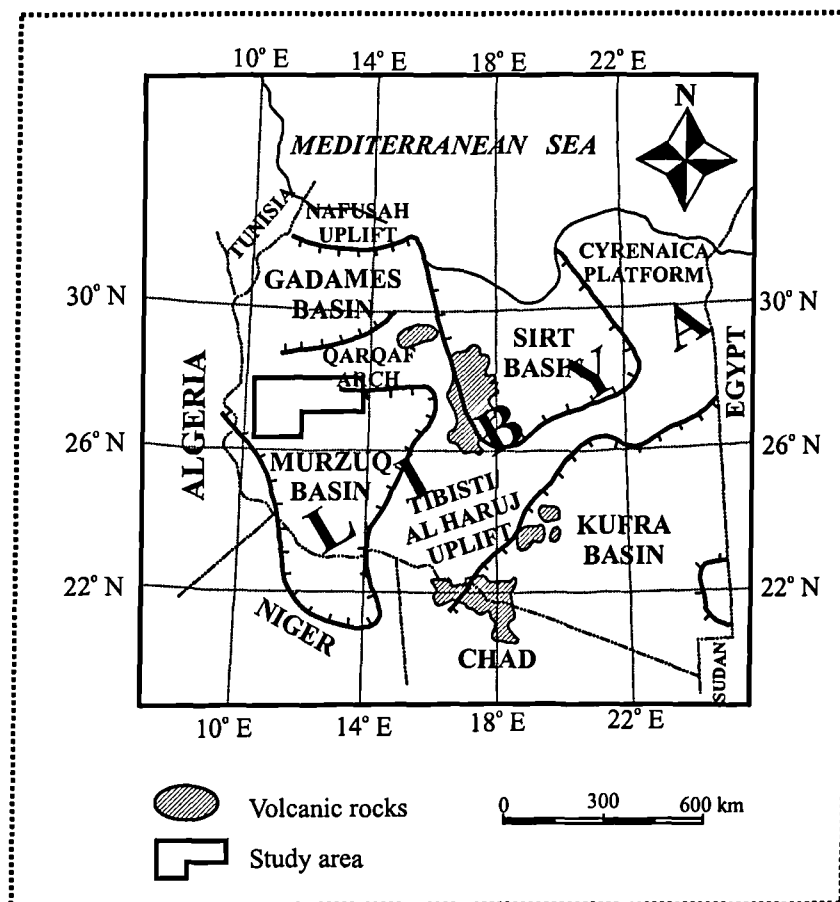 10° E 14° E 18° E 22° E
N
MEDITERRANEAN SEA
TUNISIA
NAFUSAH
UPLIFT
CYRENAICA
PLATFORM
GADAMES
BASIN
30° N 30° N
SIRT
BASIN
QARQAF
ARCH
ALGERIA
EGYPT
L I B Y A
26° N 26° N
MURZUQ
BASIN
TIBISTI
AL HARUJ
UPLIFT
KUFRA
BASIN
22° N 22° N
NIGER
CHAD
SUDAN
10° E 14° E 18° E 22° E
Volcanic rocks
0 300 600 km
Study area